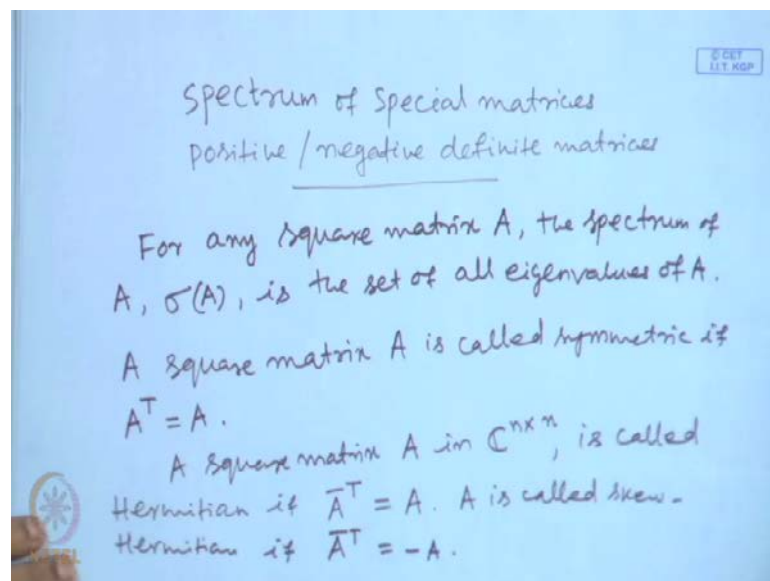 © CET
I.I.T. KGP
Spectrum of Special matrices
positive / negative definite matrices
For any square matrix A, the spectrum of
A, σ(A), is the set of all eigenvalues of A.
A square matrix A is called symmetric if
Aᵀ = A.
A square matrix A in ℂⁿˣⁿ, is called
Hermitian if A̅ᵀ = A. A is called skew-
Hermitian if A̅ᵀ = -A.